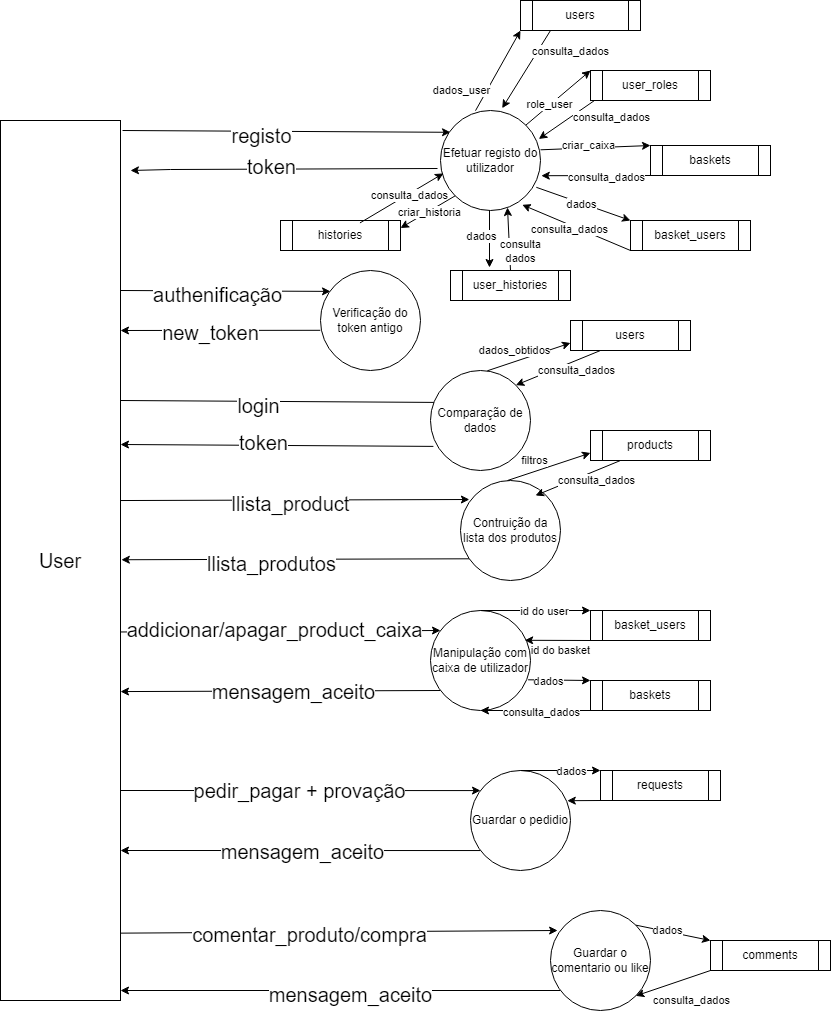 users
consulta_dados
dados_user
user_roles
role_user
consulta_dados
registo
criar_caixa
Efetuar registo do
utilizador
baskets
token
consulta_dados
consulta_dados
dados
criar_historia
histories
dados
consulta_dados
basket_users
consulta
dados
user_histories
authenificação
Verificação do
token antigo
new_token
users
dados_obtidos
consulta_dados
login
Comparação de
dados
token
products
filtros
consulta_dados
llista_product
Contruição da
lista dos produtos
User
llista_produtos
id do user
basket_users
addicionar/apagar_product_caixa
id do basket
Manipulação com
caixa de utilizador
dados
mensagem_aceito
baskets
consulta_dados
dados
requests
pedir_pagar + provação
Guardar o pedidio
mensagem_aceito
comentar_produto/compra
dados
Guardar o
comentario ou like
comments
mensagem_aceito
consulta_dados